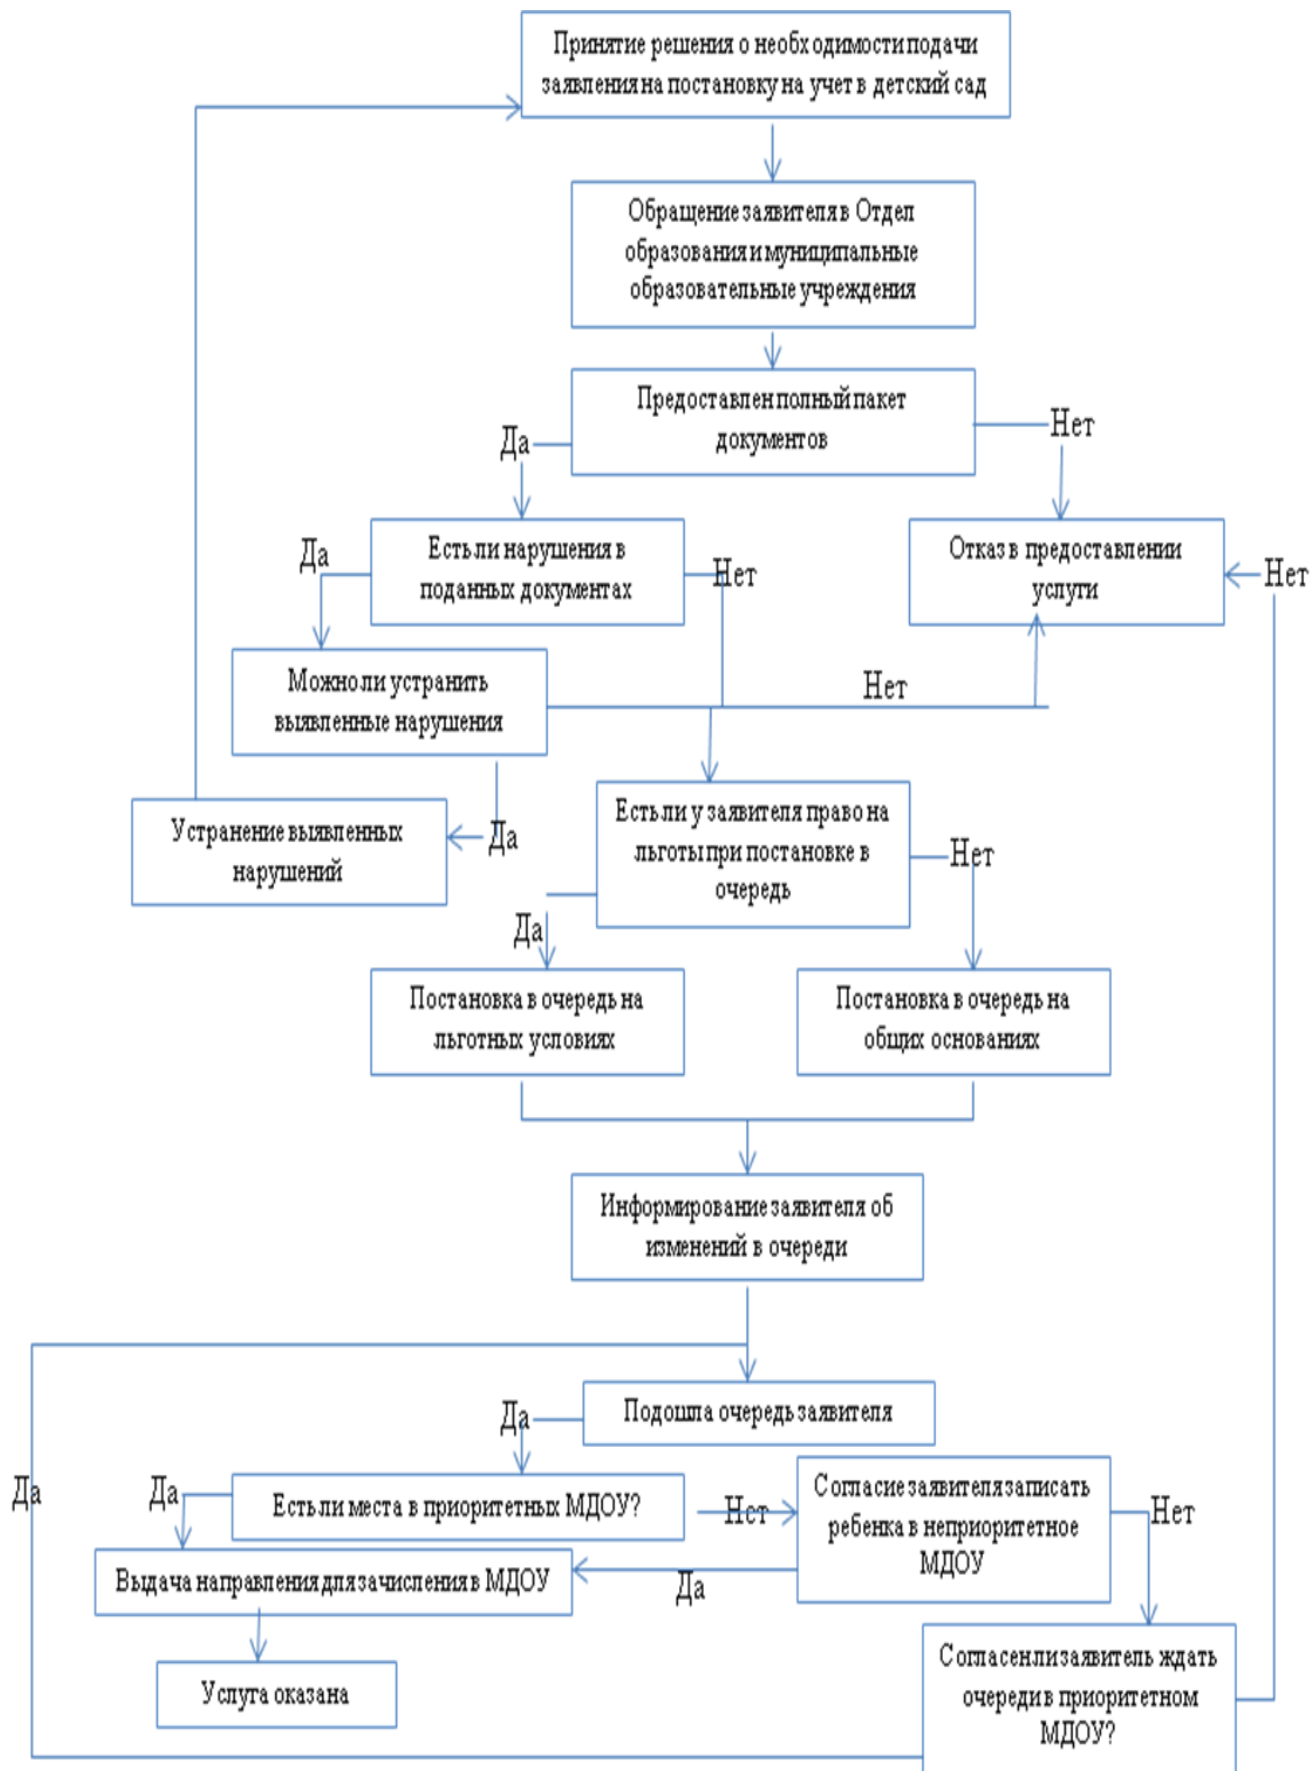 Принятие решения о необходимости подачи
заявления на постановку на учет в детский сад
Обращение заявителя в Отдел
образования и муниципальные
образовательные учреждения
Предоставлен полный пакет
документов
Да
Нет
Есть ли нарушения в
поданных документах
Да
Нет
Отказ в предоставлении
услуги
Нет
Можно ли устранить
выявленные нарушения
Нет
Да
Устранение выявленных
нарушений
Есть ли у заявителя право на
льготы при постановке в
очередь
Нет
Да
Постановка в очередь на
льготных условиях
Постановка в очередь на
общих основаниях
Информирование заявителя об
изменений в очереди
Подошла очередь заявителя
Да
Да
Да
Есть ли места в приоритетных МДОУ?
Нет
Согласие заявителя записать
ребенка в неприоритетное
МДОУ
Нет
Выдача направления для зачисления в МДОУ
Да
Услуга оказана
Согласен ли заявитель ждать
очереди в приоритетном
МДОУ?